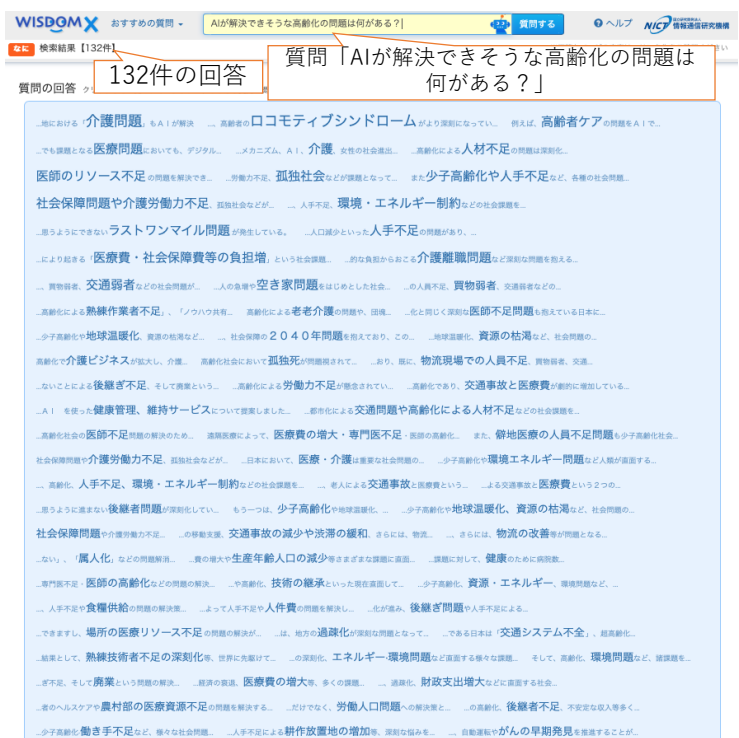 WISDOM X おすすめの質問 AIが解決できそうな高齢化の問題は何がある？ 質問する ヘルプ NICT 国立研究開発法人 情報通信研究機構
なに 検索結果【132件】
132件の回答
質問「AIが解決できそうな高齢化の問題は
何がある？」
質問の回答
…地における「介護問題」もＡＩが解決 …、高齢者のロコモティブシンドロームがより深刻になってい… 例えば、高齢者ケアの問題をＡＩで…
…でも課題となる医療問題においても、デジタル… …メカニズム、ＡＩ、介護、女性の社会進出… …高齢化による人材不足の問題は深刻化…
医師のリソース不足の問題を解決でき… …労働力不足、孤独社会などが課題となって… また少子高齢化や人手不足など、各種の社会問題…
社会保障問題や介護労働力不足、孤独社会などが… …、人手不足、環境・エネルギー制約などの社会課題を…
…思うようにできないラストワンマイル問題が発生している。 …人口減少といった人手不足の問題があり、…
…により起きる「医療費・社会保障費等の負担増」という社会課題… …的な負担からおこる介護離職問題など深刻な問題を抱える…
…、買物弱者、交通弱者などの社会問題が… …人の急増や空き家問題をはじめとした社会… …の人員不足、買物弱者、交通弱者などの…
…高齢化による熟練作業者不足」、「ノウハウ共有… 高齢化による老老介護の問題や、団塊… …化と同じく深刻な医師不足問題も抱えている日本に…
…少子高齢化や地球温暖化、資源の枯渇など… …、社会保障の２０４０年問題を抱えており、この… …地球温暖化、資源の枯渇など、社会問題の…
高齢化で介護ビジネスが拡大し、介護… 高齢化社会において孤独死が問題視されて… …おり、既に、物流現場での人員不足、買物弱者、交通…
…ないことによる後継ぎ不足、そして廃業という… …高齢化による労働力不足が懸念されてい… …高齢化であり、交通事故と医療費が劇的に増加している…
…ＡＩ を使った健康管理、維持サービスについて提案しました… …都市化による交通問題や高齢化による人材不足などの社会課題を…
…高齢化社会の医師不足問題の解決のため… 遠隔医療によって、医療費の増大・専門医不足・医師の高齢化… また、僻地医療の人員不足問題も少子高齢化社会…
社会保障問題や介護労働力不足、孤独社会などが… …日本において、医療・介護は重要な社会問題の… …少子高齢化や環境エネルギー問題など人類が直面する…
…、高齢化、人手不足、環境・エネルギー制約などの社会課題を… …、老人による交通事故と医療費という… …よる交通事故と医療費という２つの…
…思うように進まない後継者問題が深刻化してい… もう一つは、少子高齢化や地球温暖化、… …少子高齢化や地球温暖化、資源の枯渇など、社会問題の…
社会保障問題や介護労働力不足… …の移動支援、交通事故の減少や渋滞の緩和、さらには、物流… …、さらには、物流の改善等が問題となる…
…ない」、「属人化」などの問題解消… …費の増大や生産年齢人口の減少等さまざまな課題に直面… …課題に対して、健康のために病院数…
…専門医不足・医師の高齢化などの問題の解決… …や高齢化、技術の継承といった現在直面して… …少子高齢化、資源・エネルギー、環境問題など、…
…、人手不足や食糧供給の問題の解決策… …よって人手不足や人件費の問題を解決し… …化が進み、後継ぎ問題や人手不足による…
…できますし、場所の医療リソース不足の問題の解決が… …は、地方の過疎化が深刻な問題となって… …である日本は「交通システム不全」、超高齢化…
…結果として、熟練技術者不足の深刻化等、世界に先駆けて… …の深刻化、エネルギー・環境問題など直面する様々な課題… そして、高齢化、環境問題など、諸課題を…
…ぎ不足、そして廃業という問題の解決… …経済の衰退、医療費の増大等、多くの課題… …、過疎化、財政支出増大などに直面する社会…
…者のヘルスケアや農村部の医療資源不足の問題を解決する… …だけでなく、労働人口問題への解決策と… …の高齢化、後継者不足、不安定な収入等多く…
…少子高齢化働き手不足など、様々な社会問題… …人手不足による耕作放置地の増加等、深刻な悩みを… …、自動運転やがんの早期発見を推進することが…